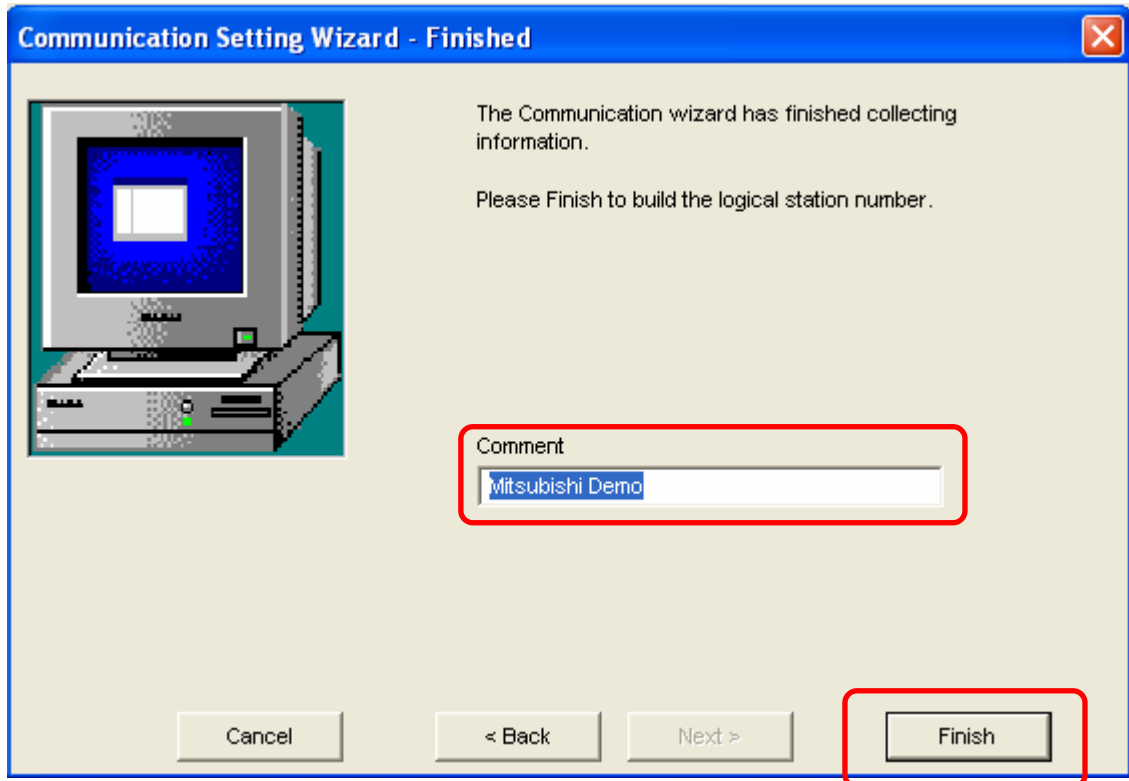 Communication Setting Wizard - Finished
The Communication wizard has finished collecting
information.
Please Finish to build the logical station number.
Comment
Mitsubishi Demo
Cancel
< Back
Next >
Finish